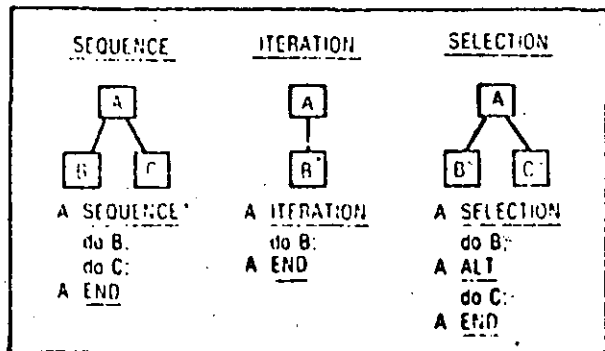 SEQUENCE ITERATION SELECTION
A A A
B C B* C
A SEQUENCE
do B;
do C;
A END
A ITERATION
do B;
A END
A SELECTION
do B;
A ALT
do C;
A END